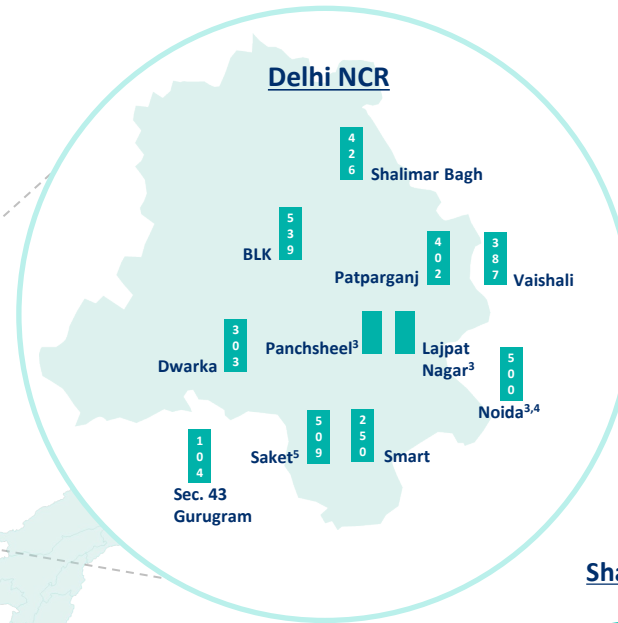 Delhi NCR
426
Shalimar Bagh
539
BLK
402
Patparganj
387
Vaishali
303
Dwarka
Panchsheel³
Lajpat
Nagar³
500
Noida³,⁴
509
Saket⁵
250
Smart
104
Sec. 43
Gurugram
Sha